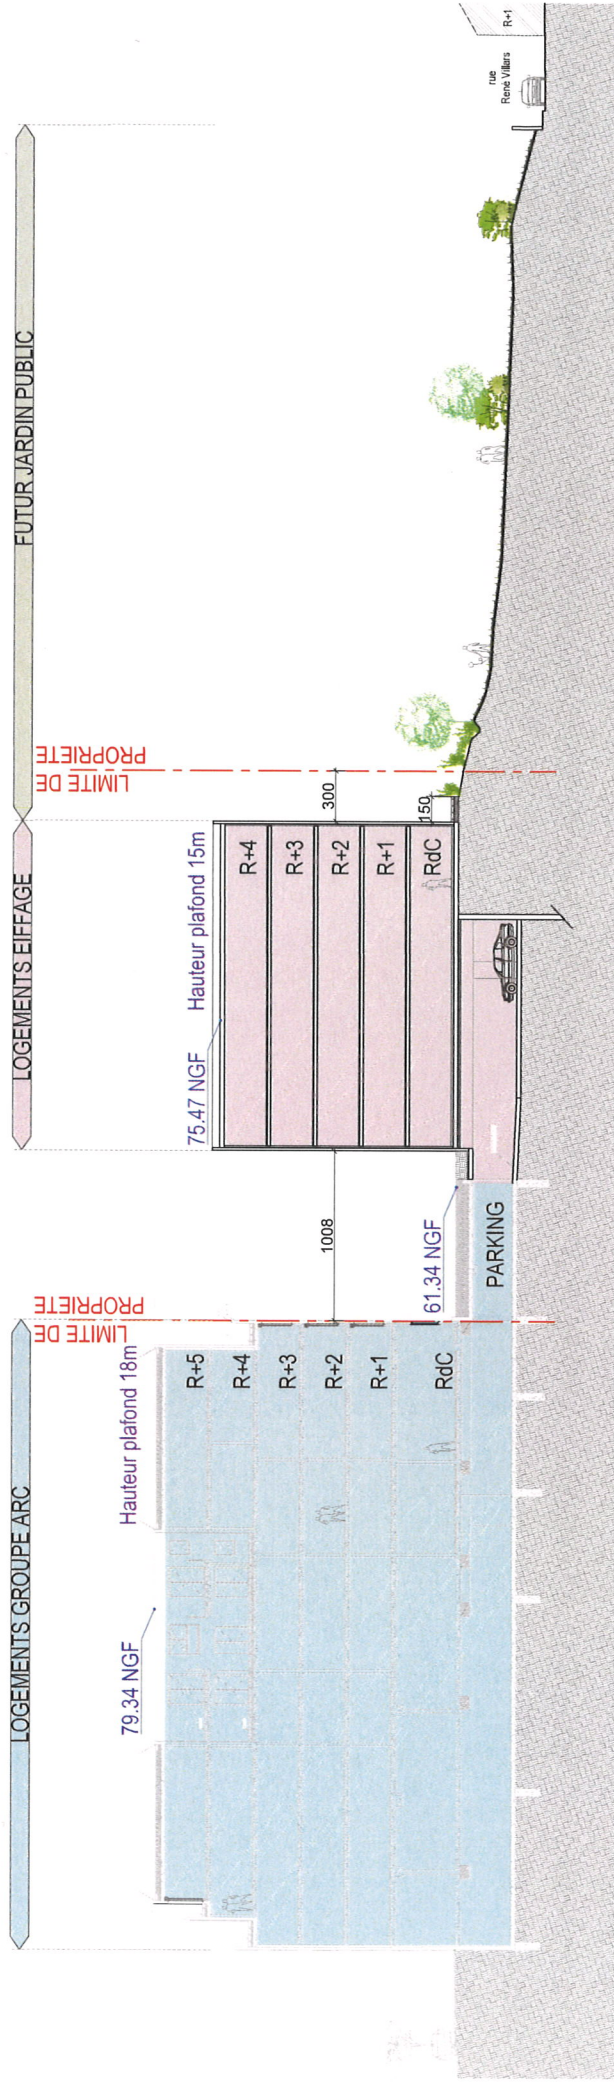 LOGEMENTS GROUPE ARC
LOGEMENTS EIFFAGE
FUTUR JARDIN PUBLIC
LIMITE DE
PROPRIETE
LIMITE DE
PROPRIETE
79.34 NGF
Hauteur plafond 18m
75.47 NGF
Hauteur plafond 15m
R+5
R+4
R+3
R+2
R+1
RdC
1008
61.34 NGF
PARKING
R+4
R+3
R+2
R+1
RdC
300
150
rue
René Villars
R+1